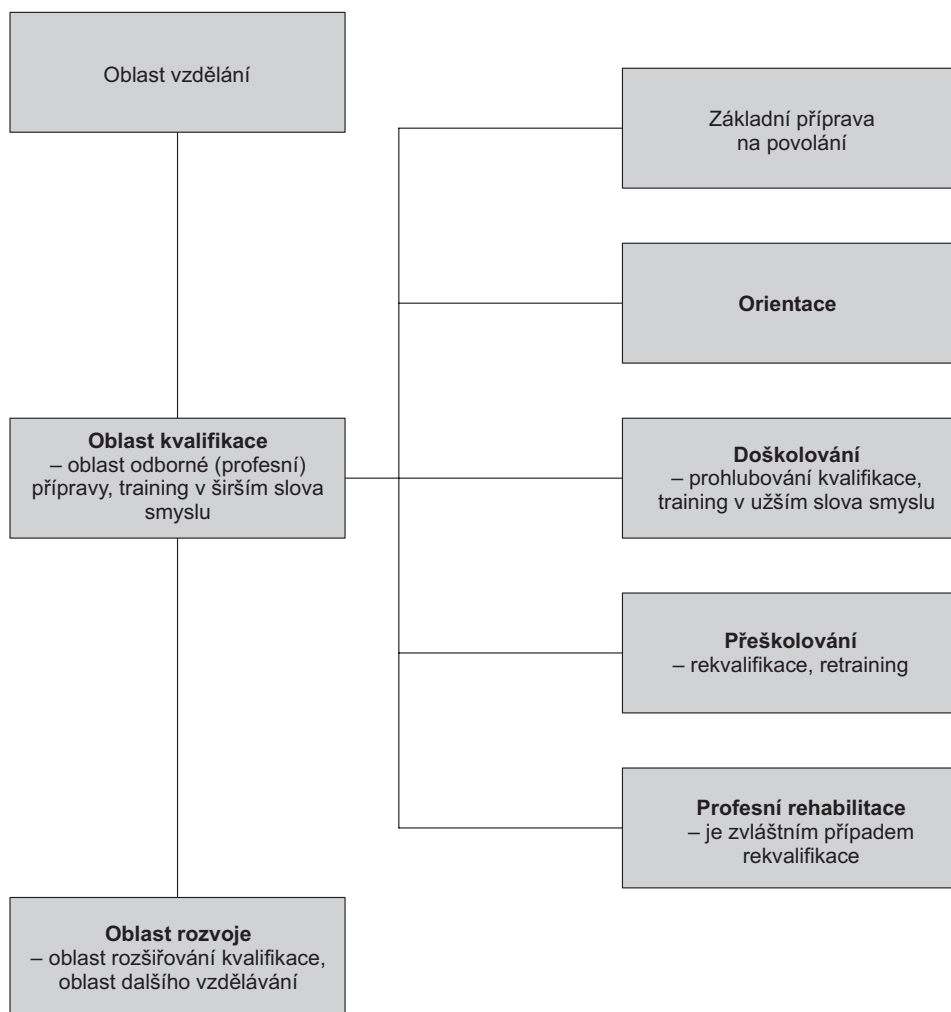 Oblast vzdělání
Základní příprava
na povolání
Orientace
Oblast kvalifikace
– oblast odborné (profesní)
přípravy, training v širším slova
smyslu
Doškolování
– prohlubování kvalifikace,
training v užším slova smyslu
Přeškolování
– rekvalifikace, retraining
Profesní rehabilitace
– je zvláštním případem
rekvalifikace
Oblast rozvoje
– oblast rozšiřování kvalifikace,
oblast dalšího vzdělávání